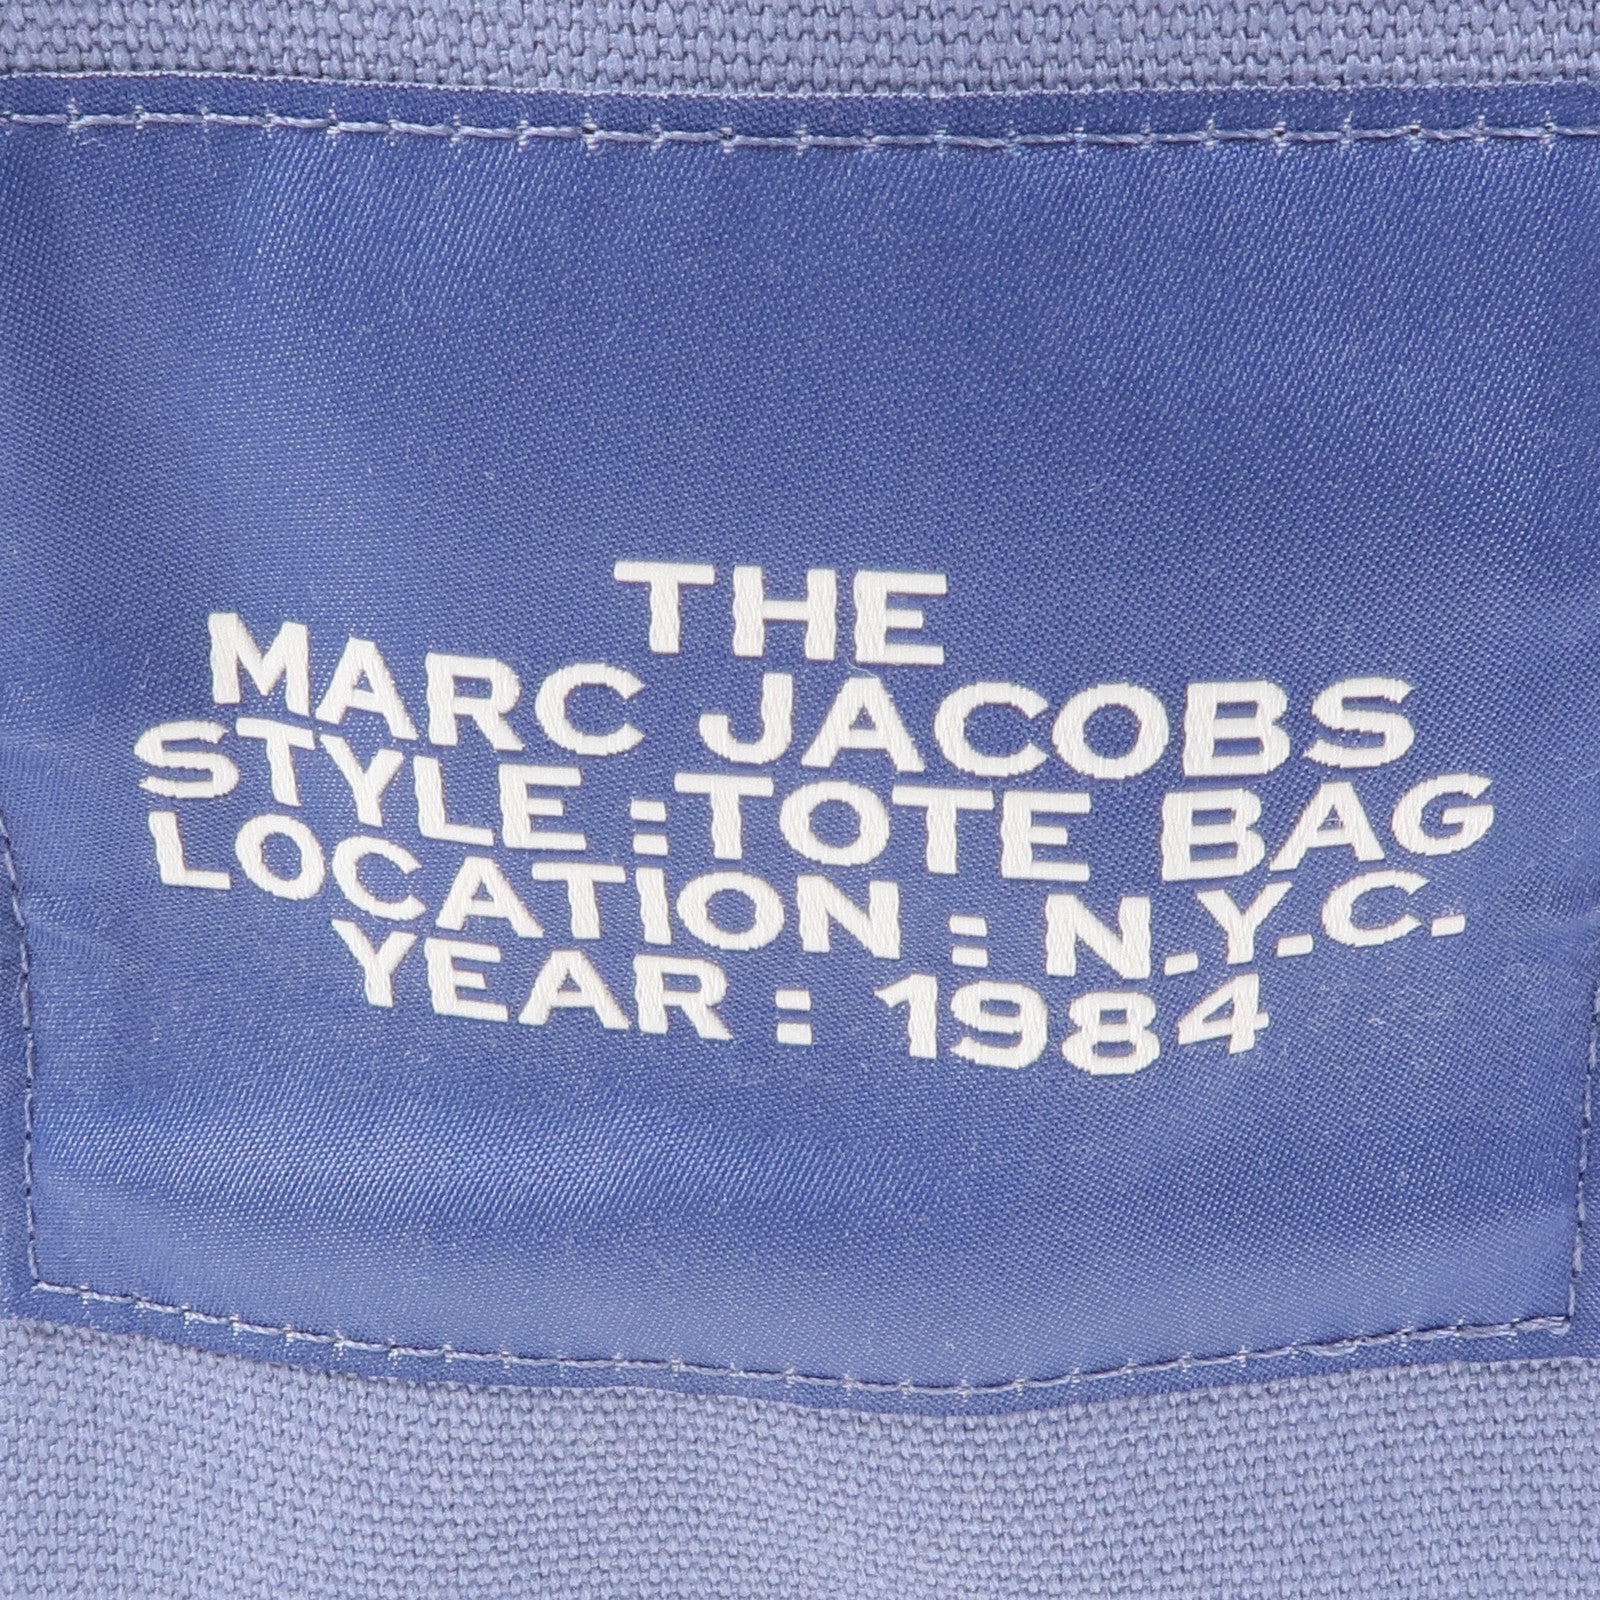 THE
MARC JACOBS
STYLE :TOTE BAG
LOCATION : N.Y.C.
YEAR : 1984